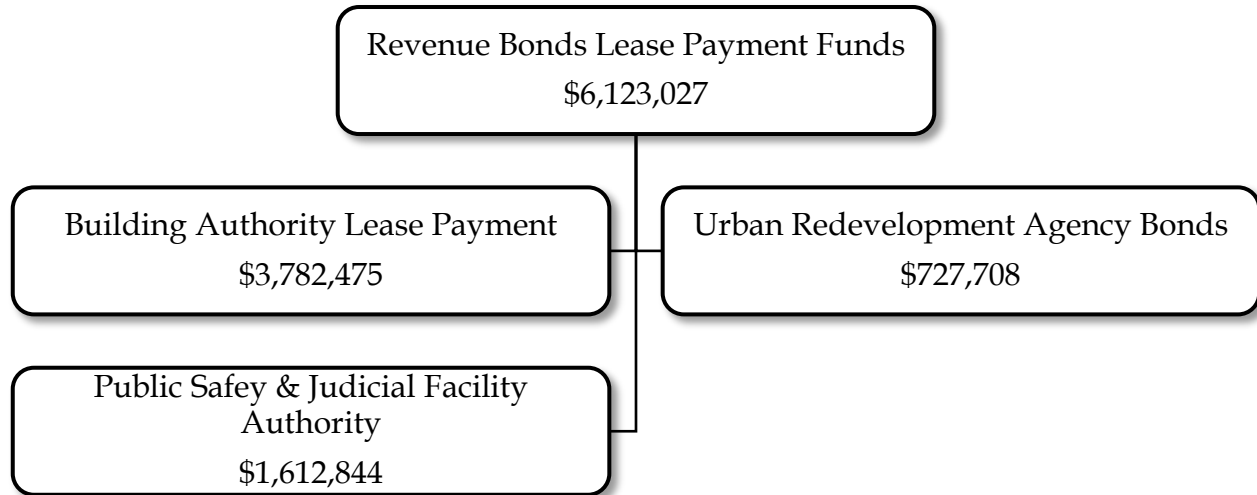 Revenue Bonds Lease Payment Funds
$6,123,027
Building Authority Lease Payment
$3,782,475
Urban Redevelopment Agency Bonds
$727,708
Public Safey & Judicial Facility
Authority
$1,612,844